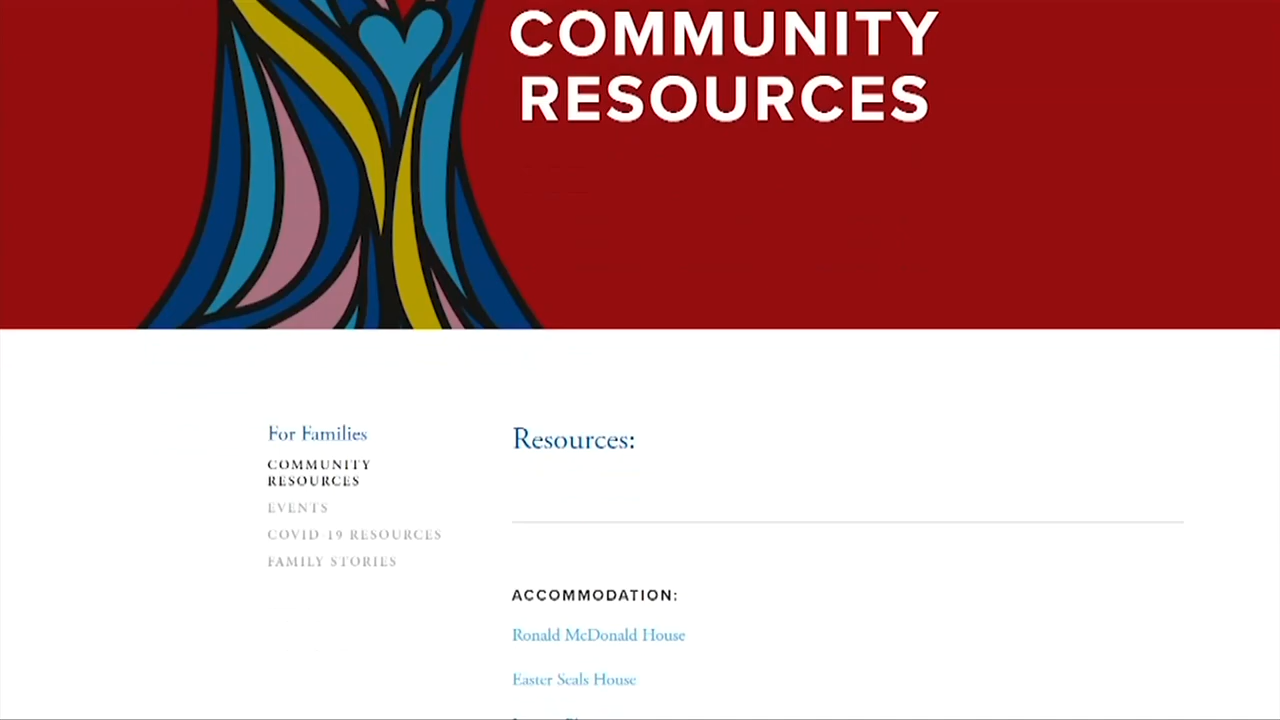 COMMUNITY
RESOURCES
For Families
COMMUNITY
RESOURCES
EVENTS
COVID-19 RESOURCES
FAMILY STORIES
Resources:
ACCOMMODATION:
Ronald McDonald House
Easter Seals House